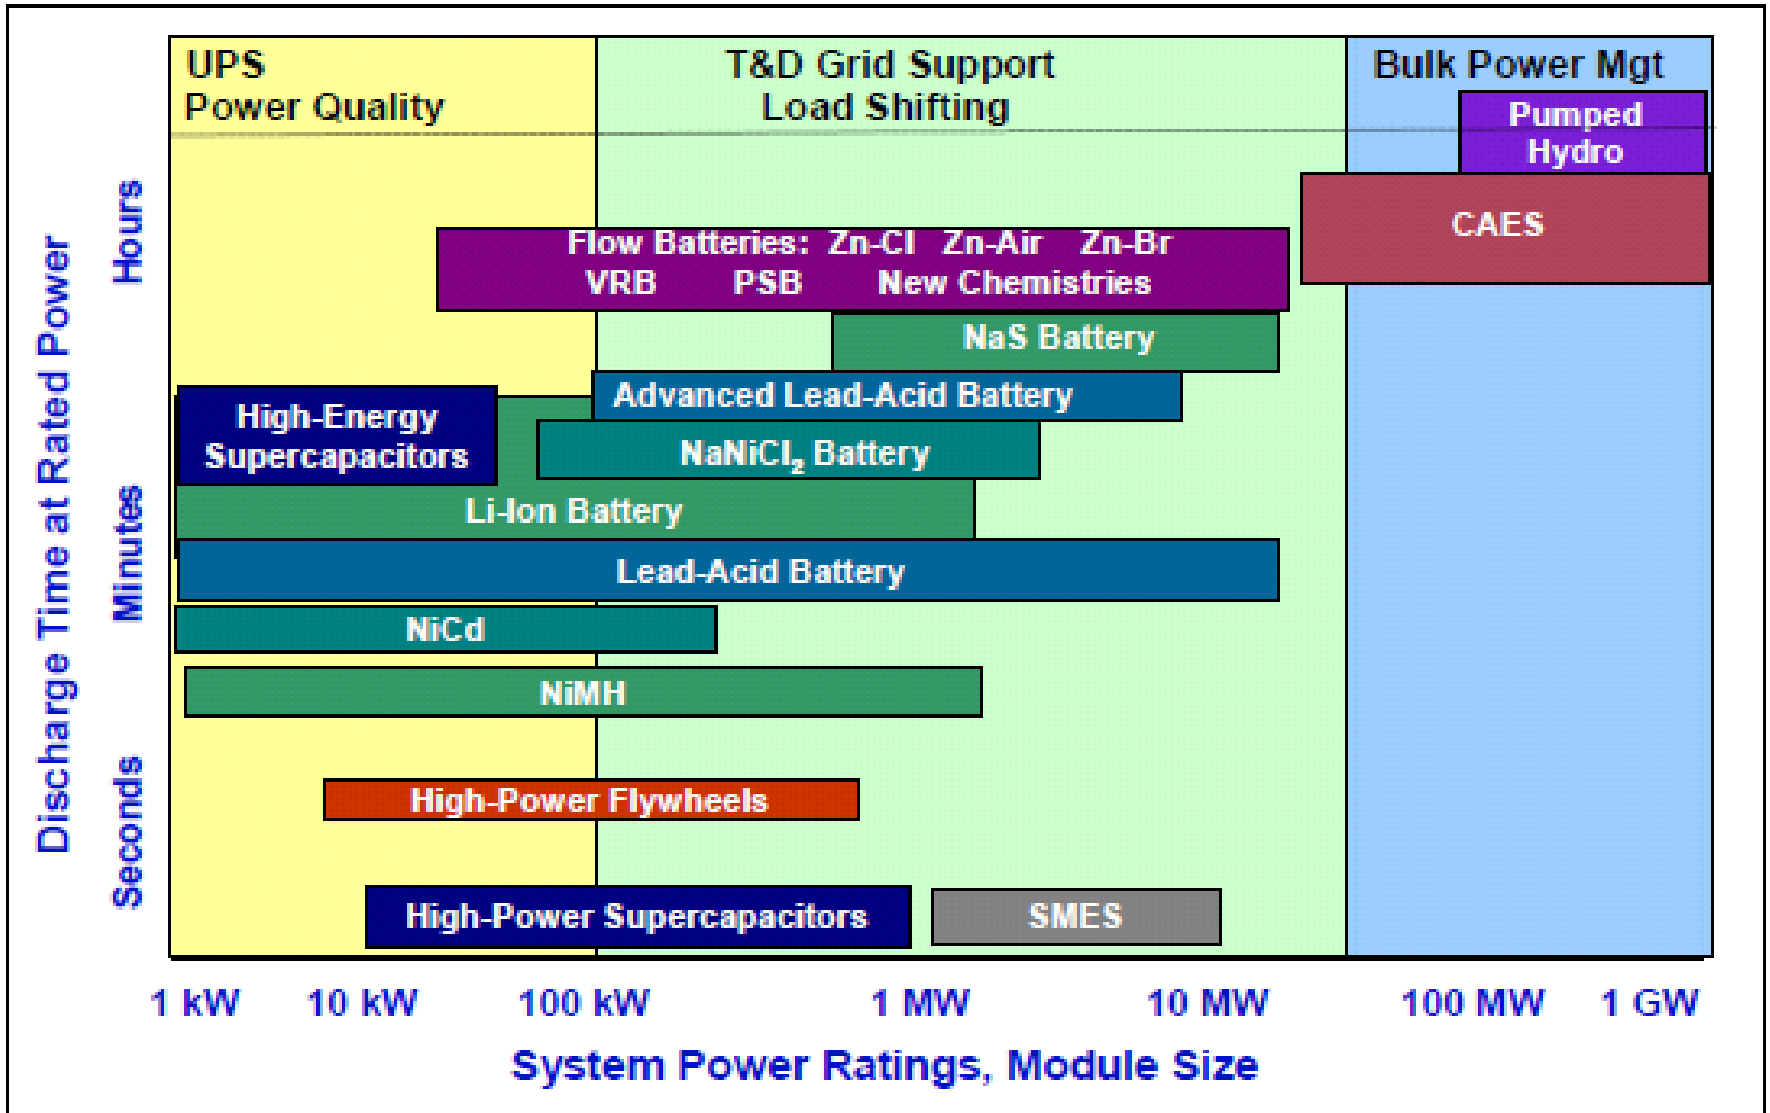 UPS
Power Quality
T&D Grid Support
Load Shifting
Bulk Power Mgt
Pumped
Hydro
CAES
Flow Batteries: Zn-Cl Zn-Air Zn-Br
VRB PSB New Chemistries
NaS Battery
Advanced Lead-Acid Battery
High-Energy
Supercapacitors
NaNiCl₂ Battery
Li-Ion Battery
Lead-Acid Battery
NiCd
NiMH
High-Power Flywheels
High-Power Supercapacitors
SMES
Discharge Time at Rated Power
Hours
Minutes
Seconds
1 kW 10 kW 100 kW 1 MW 10 MW 100 MW 1 GW
System Power Ratings, Module Size